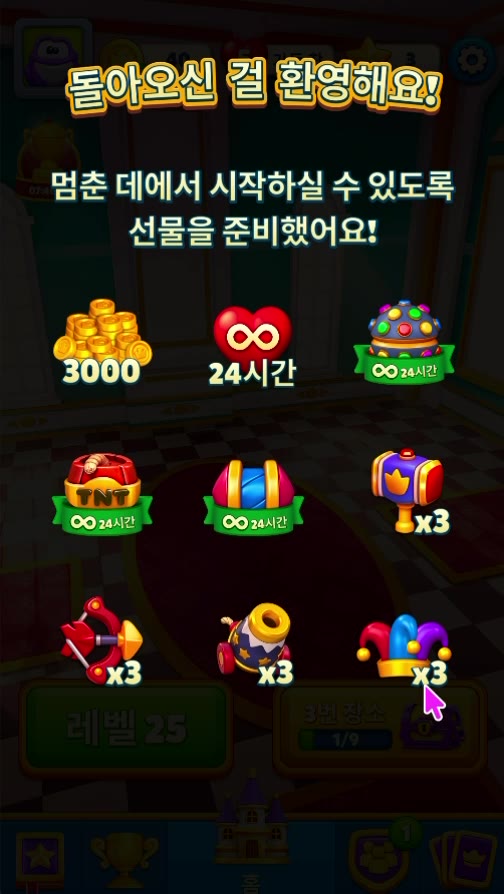 돌아오신 걸 환영해요!
멈춘 데에서 시작하실 수 있도록
선물을 준비했어요!
3000
24시간
24시간
TNT
24시간
24시간
x3
x3
x3
x3
레벨 25
3번 장소
1/9
1
홈